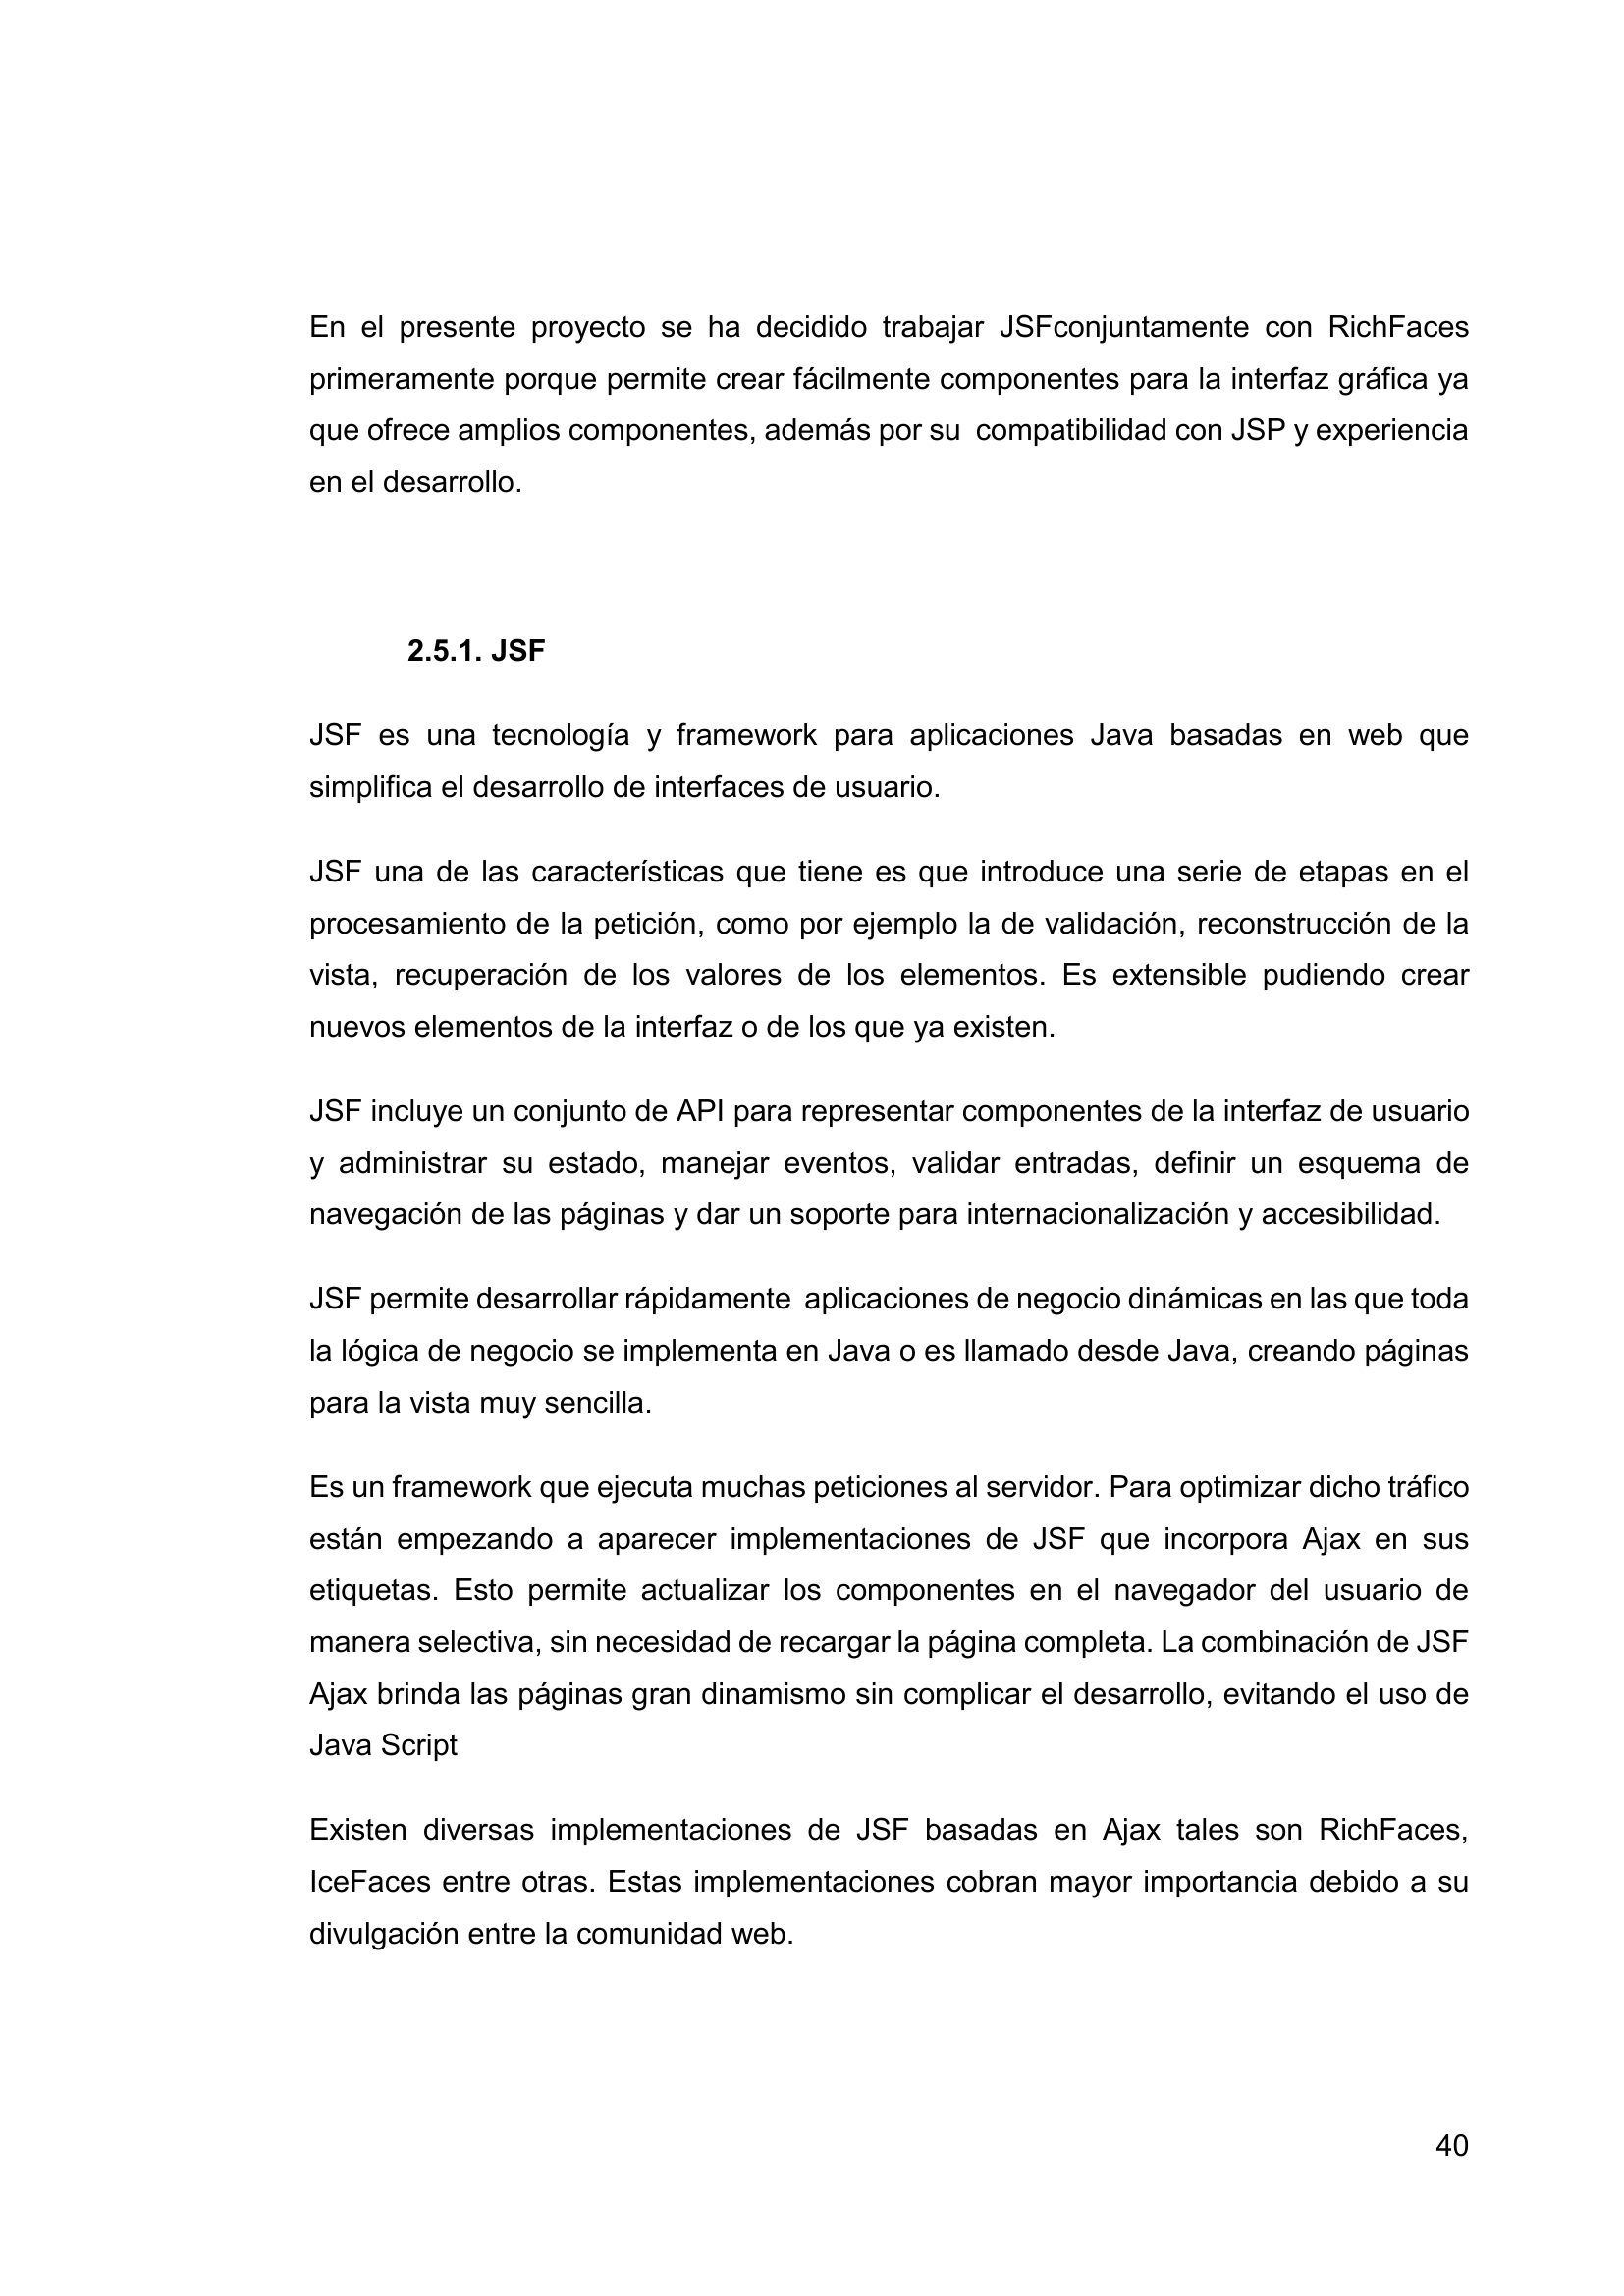 En el presente proyecto se ha decidido trabajar JSFconjuntamente con RichFaces
primeramente porque permite crear fácilmente componentes para la interfaz gráfica ya
que ofrece amplios componentes, además por su  compatibilidad con JSP y experiencia
en el desarrollo.
2.5.1. JSF
JSF es una tecnología y framework para aplicaciones Java basadas en web que
simplifica el desarrollo de interfaces de usuario.
JSF una de las características que tiene es que introduce una serie de etapas en el
procesamiento de la petición, como por ejemplo la de validación, reconstrucción de la
vista, recuperación de los valores de los elementos. Es extensible pudiendo crear
nuevos elementos de la interfaz o de los que ya existen.
JSF incluye un conjunto de API para representar componentes de la interfaz de usuario
y administrar su estado, manejar eventos, validar entradas, definir un esquema de
navegación de las páginas y dar un soporte para internacionalización y accesibilidad.
JSF permite desarrollar rápidamente  aplicaciones de negocio dinámicas en las que toda
la lógica de negocio se implementa en Java o es llamado desde Java, creando páginas
para la vista muy sencilla.
Es un framework que ejecuta muchas peticiones al servidor. Para optimizar dicho tráfico
están empezando a aparecer implementaciones de JSF que incorpora Ajax en sus
etiquetas. Esto permite actualizar los componentes en el navegador del usuario de
manera selectiva, sin necesidad de recargar la página completa. La combinación de JSF
Ajax brinda las páginas gran dinamismo sin complicar el desarrollo, evitando el uso de
Java Script
Existen diversas implementaciones de JSF basadas en Ajax tales son RichFaces,
IceFaces entre otras. Estas implementaciones cobran mayor importancia debido a su
divulgación entre la comunidad web.
40